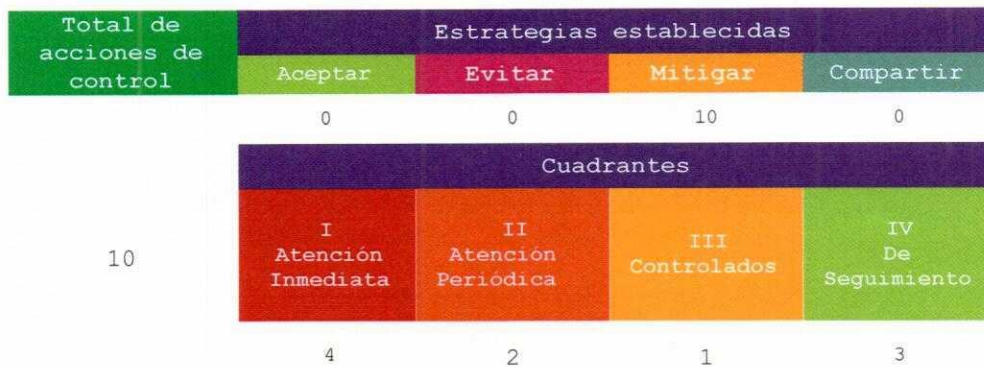 Total de
acciones de
control
Estrategias establecidas
Aceptar
Evitar
Mitigar
Compartir
0
0
10
0
Cuadrantes
10
I
Atención
Inmediata
II
Atención
Periódica
III
Controlados
IV
De
Seguimiento
4
2
1
3